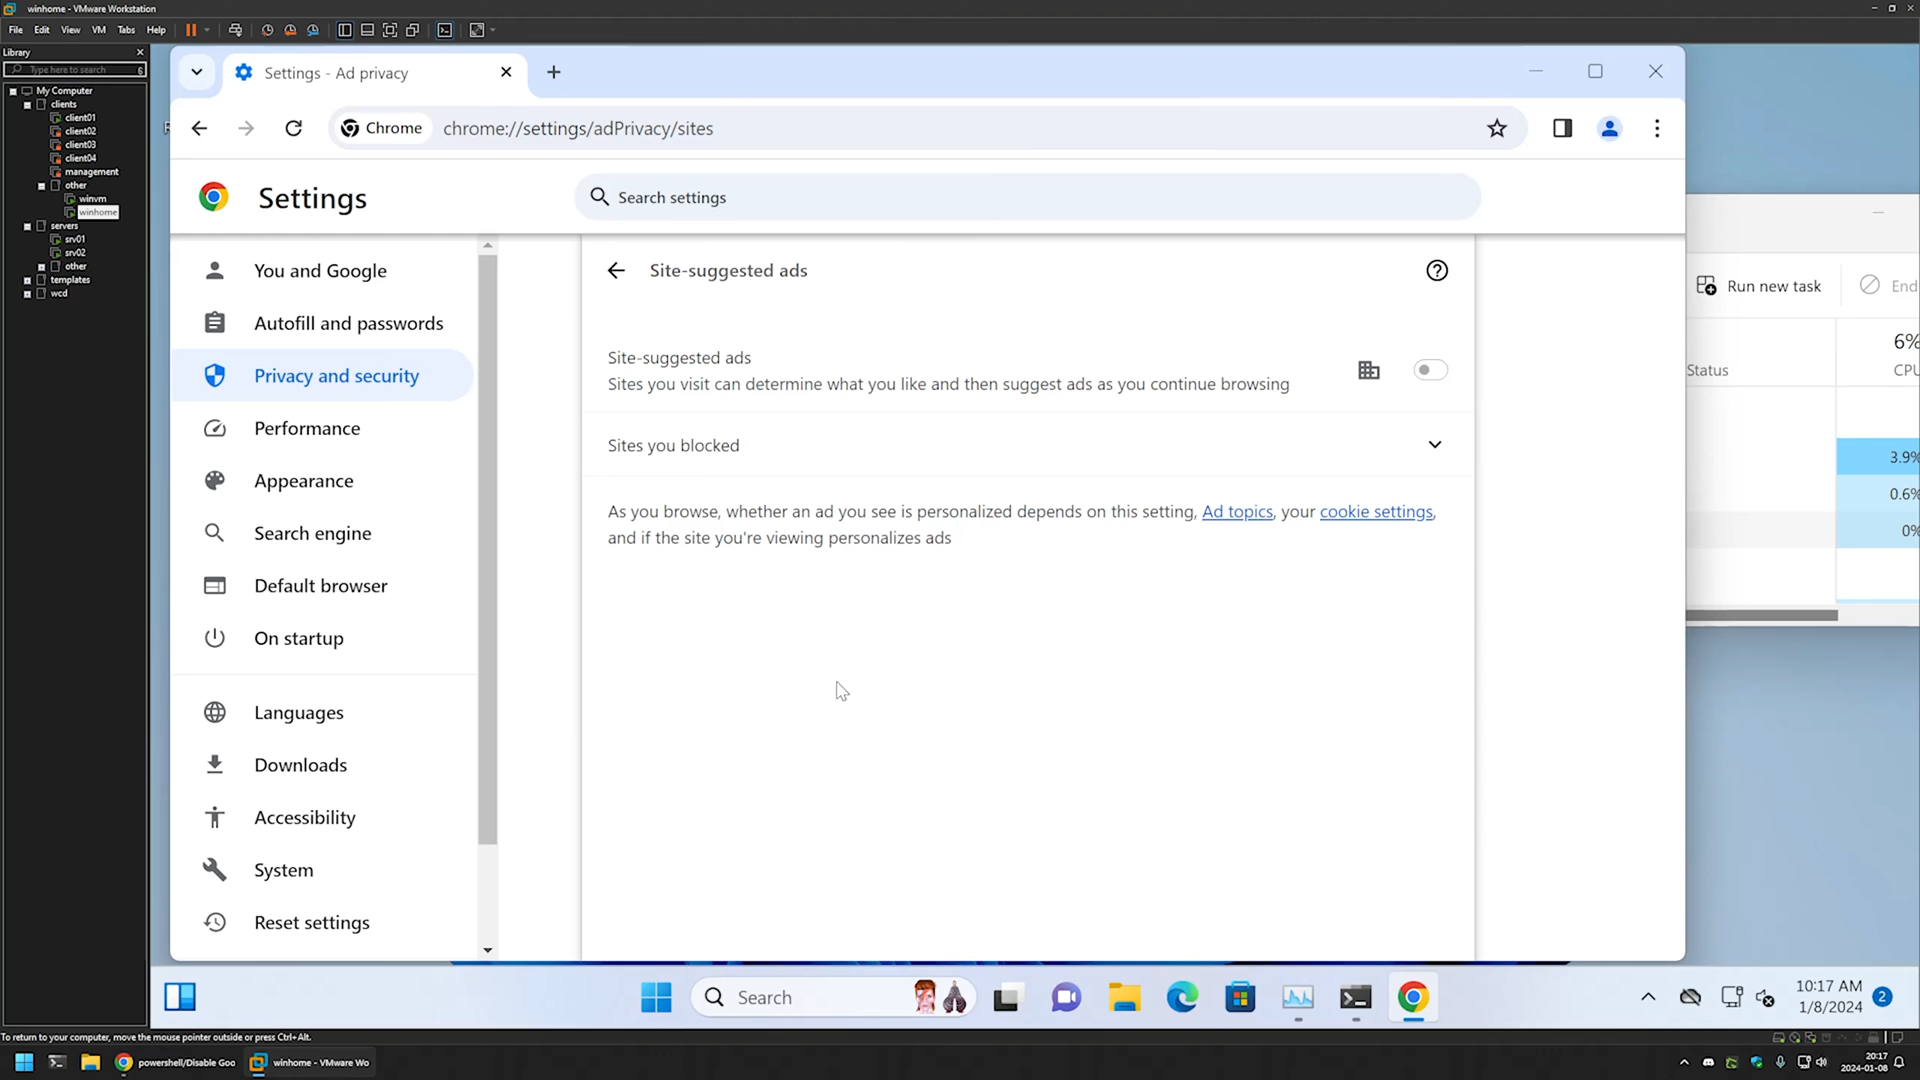 winhome - VMware Workstation
File Edit View VM Tabs Help
Library
Type here to search
My Computer
clients
client01
client02
client03
client04
management
other
winvm
winhome
servers
srv01
srv02
other
templates
wcd
Settings - Ad privacy
Chrome chrome://settings/adPrivacy/sites
Settings
Search settings
You and Google
Autofill and passwords
Privacy and security
Performance
Appearance
Search engine
Default browser
On startup
Languages
Downloads
Accessibility
System
Reset settings
Site-suggested ads
Site-suggested ads
Sites you visit can determine what you like and then suggest ads as you continue browsing
Sites you blocked
As you browse, whether an ad you see is personalized depends on this setting, Ad topics, your cookie settings,
and if the site you're viewing personalizes ads
Run new task End
6%
Status CPU
3.9%
0.6%
0%
Search
10:17 AM
1/8/2024
2
To return to your computer, move the mouse pointer outside or press Ctrl+Alt.
powershell/Disable Goo
winhome - VMware Wo
20:17
2024-01-08